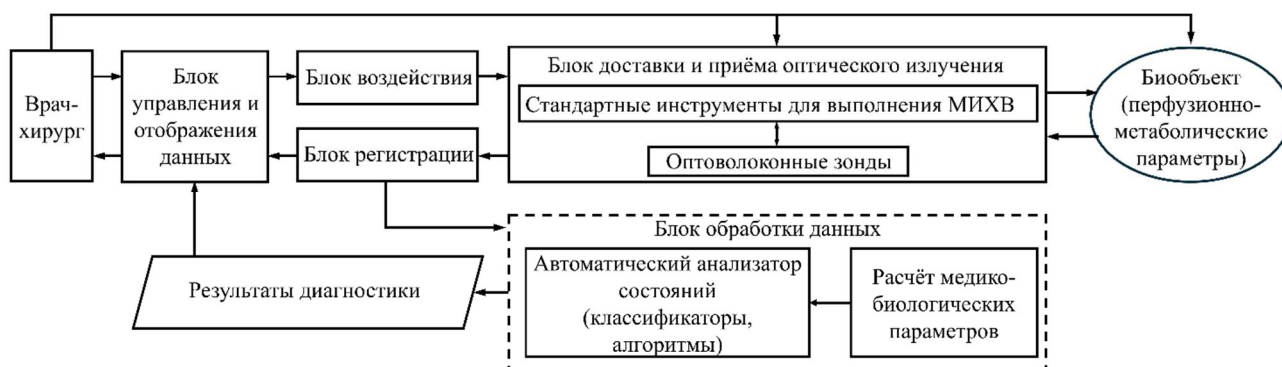 Врач-
хирург
Блок
управления и
отображения
данных
Блок воздействия
Блок регистрации
Блок доставки и приёма оптического излучения
Стандартные инструменты для выполнения МИХВ
Оптоволоконные зонды
Биообъект
(перфузионно-
метаболические
параметры)
Блок обработки данных
Результаты диагностики
Автоматический анализатор
состояний
(классификаторы,
алгоритмы)
Расчёт медико-
биологических
параметров